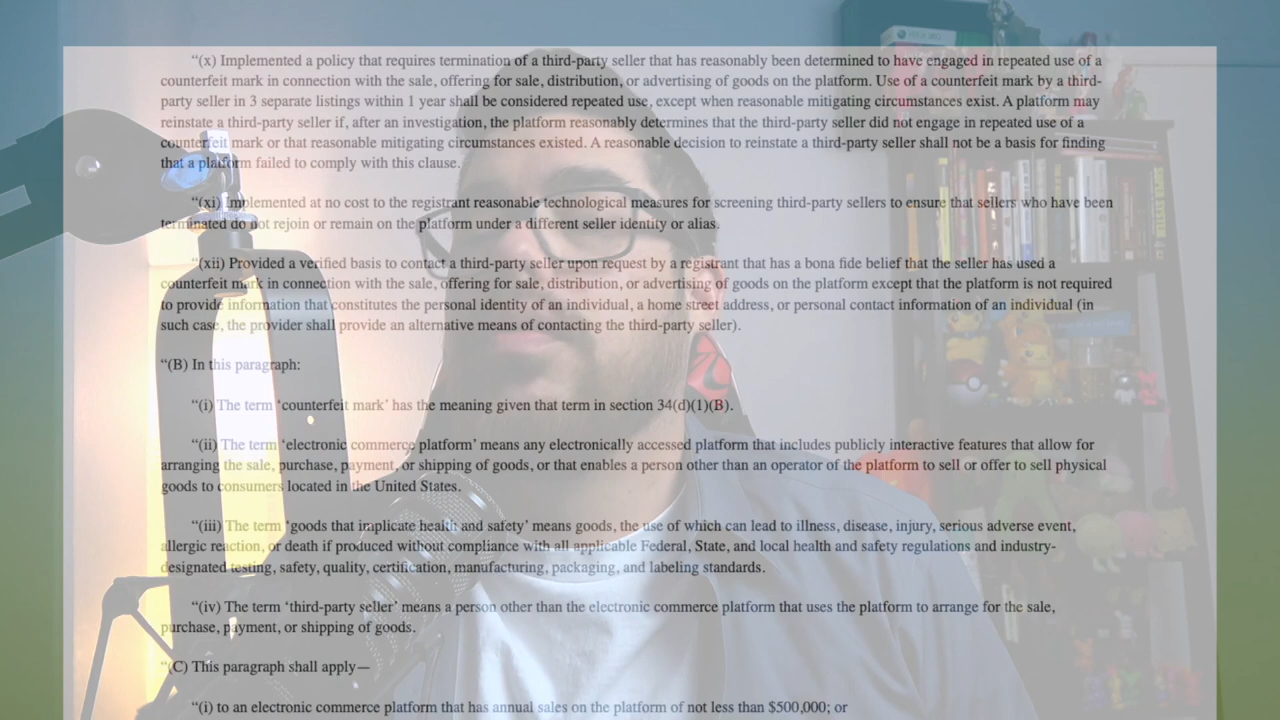 XBOX 360
“(x) Implemented a policy that requires termination of a third-party seller that has reasonably been determined to have engaged in repeated use of a
counterfeit mark in connection with the sale, offering for sale, distribution, or advertising of goods on the platform. Use of a counterfeit mark by a third-
party seller in 3 separate listings within 1 year shall be considered repeated use, except when reasonable mitigating circumstances exist. A platform may
reinstate a third-party seller if, after an investigation, the platform reasonably determines that the third-party seller did not engage in repeated use of a
counterfeit mark or that reasonable mitigating circumstances existed. A reasonable decision to reinstate a third-party seller shall not be a basis for finding
that a platform failed to comply with this clause.
“(xi) Implemented at no cost to the registrant reasonable technological measures for screening third-party sellers to ensure that sellers who have been
terminated do not rejoin or remain on the platform under a different seller identity or alias.
“(xii) Provided a verified basis to contact a third-party seller upon request by a registrant that has a bona fide belief that the seller has used a
counterfeit mark in connection with the sale, offering for sale, distribution, or advertising of goods on the platform except that the platform is not required
to provide information that constitutes the personal identity of an individual, a home street address, or personal contact information of an individual (in
such case, the provider shall provide an alternative means of contacting the third-party seller).
“(B) In this paragraph:
“(i) The term ‘counterfeit mark’ has the meaning given that term in section 34(d)(1)(B).
“(ii) The term ‘electronic commerce platform’ means any electronically accessed platform that includes publicly interactive features that allow for
arranging the sale, purchase, payment, or shipping of goods, or that enables a person other than an operator of the platform to sell or offer to sell physical
goods to consumers located in the United States.
“(iii) The term ‘goods that implicate health and safety’ means goods, the use of which can lead to illness, disease, injury, serious adverse event,
allergic reaction, or death if produced without compliance with all applicable Federal, State, and local health and safety regulations and industry-
designated testing, safety, quality, certification, manufacturing, packaging, and labeling standards.
“(iv) The term ‘third-party seller’ means a person other than the electronic commerce platform that uses the platform to arrange for the sale,
purchase, payment, or shipping of goods.
“(C) This paragraph shall apply—
“(i) to an electronic commerce platform that has annual sales on the platform of not less than $500,000; or